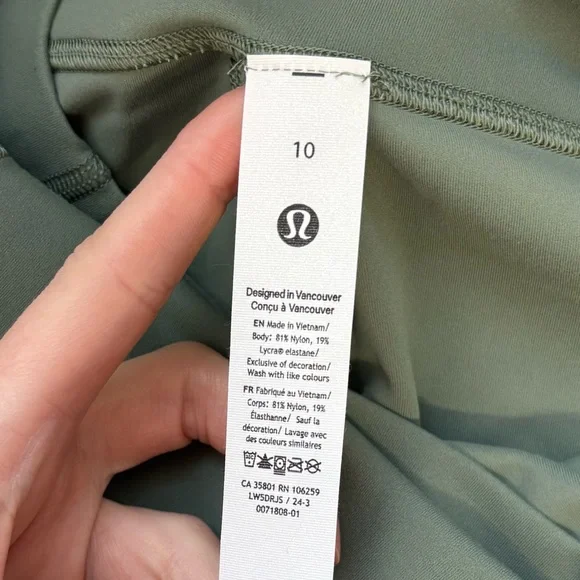 10
Designed in Vancouver
Conçu à Vancouver
EN Made in Vietnam/
Body: 81% Nylon, 19%
Lycra® elastane/
Exclusive of decoration/
Wash with like colours
FR Fabriqué au Vietnam/
Corps: 81% Nylon, 19%
Élasthanne/ Sauf la
décoration/ Lavage avec
des couleurs similaires
CA 35801 RN 106259
LW5DRJS / 24-3
0071808-01